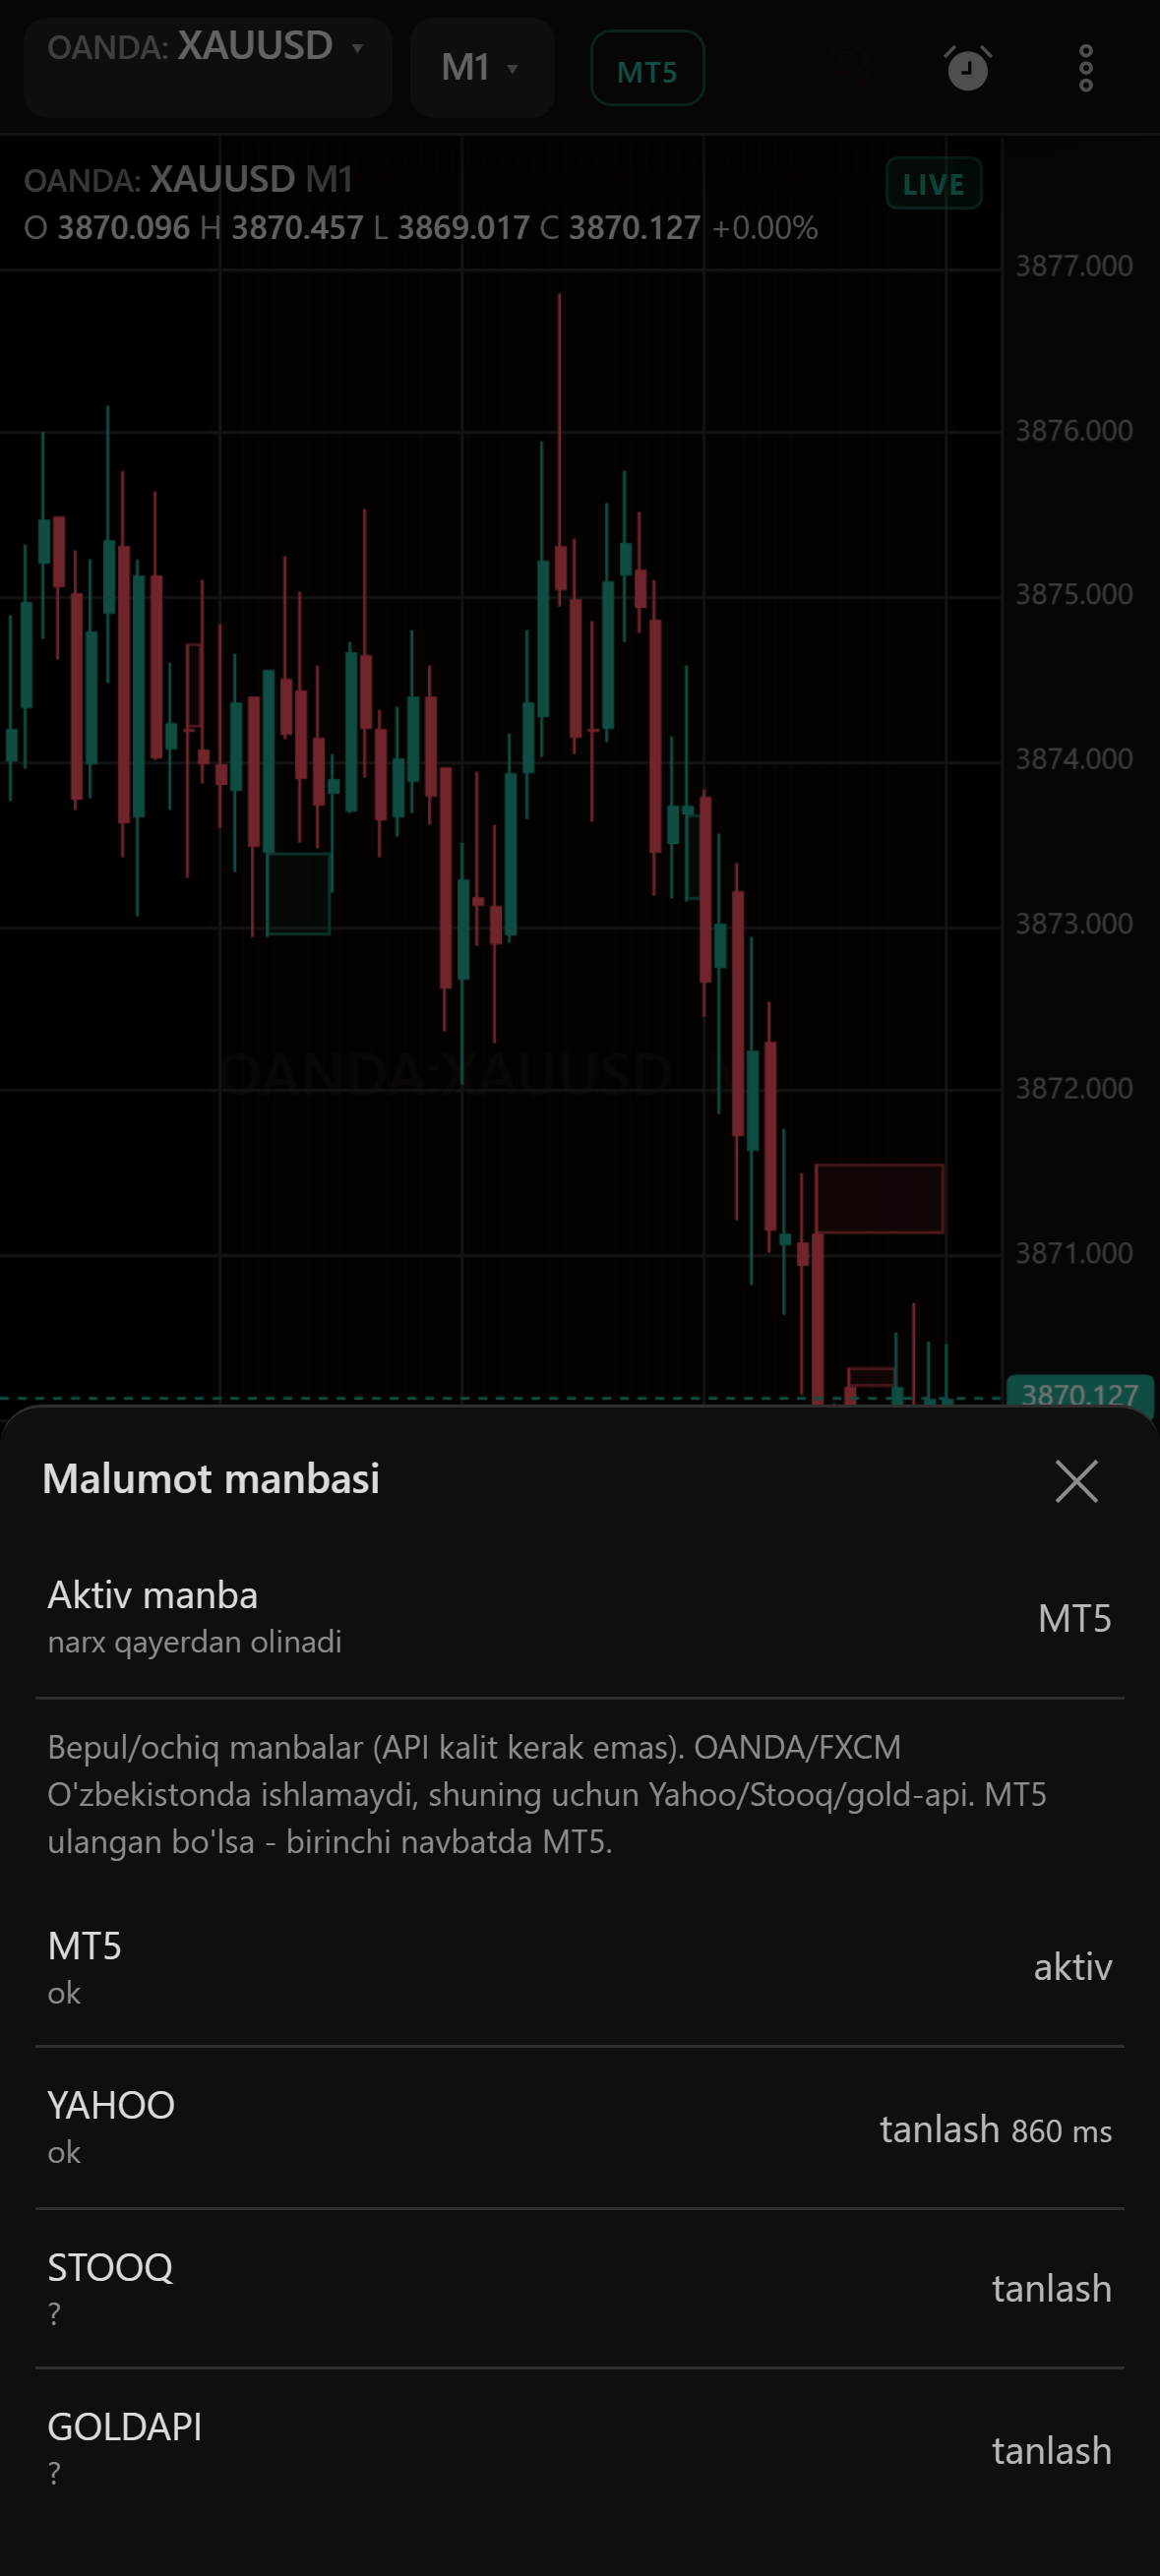 OANDA: XAUUSD ▾ M1 ▾ MT5
OANDA: XAUUSD M1 LIVE
O 3870.096 H 3870.457 L 3869.017 C 3870.127 +0.00%
3877.000
3876.000
3875.000
3874.000
3873.000
OANDA:XAUUSD
3872.000
3871.000
3870.127
Malumot manbasi
Aktiv manba
narx qayerdan olinadi
MT5
Bepul/ochiq manbalar (API kalit kerak emas). OANDA/FXCM
O'zbekistonda ishlamaydi, shuning uchun Yahoo/Stooq/gold-api. MT5
ulangan bo'lsa - birinchi navbatda MT5.
MT5
ok
aktiv
YAHOO
ok
tanlash 860 ms
STOOQ
?
tanlash
GOLDAPI
?
tanlash